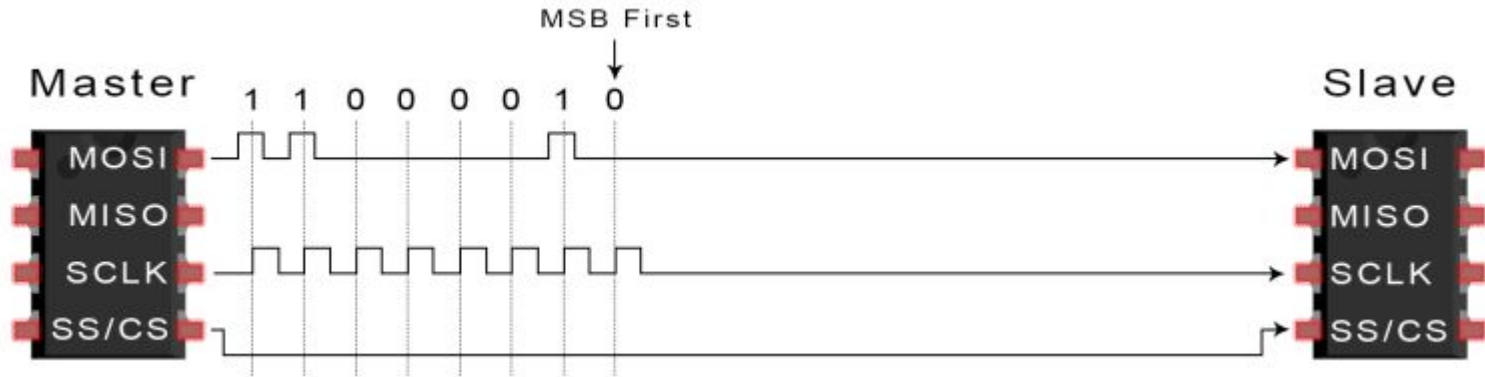 MSB First
Master
1 1 0 0 0 0 1 0
Slave
MOSI
MISO
SCLK
SS/CS
MOSI
MISO
SCLK
SS/CS